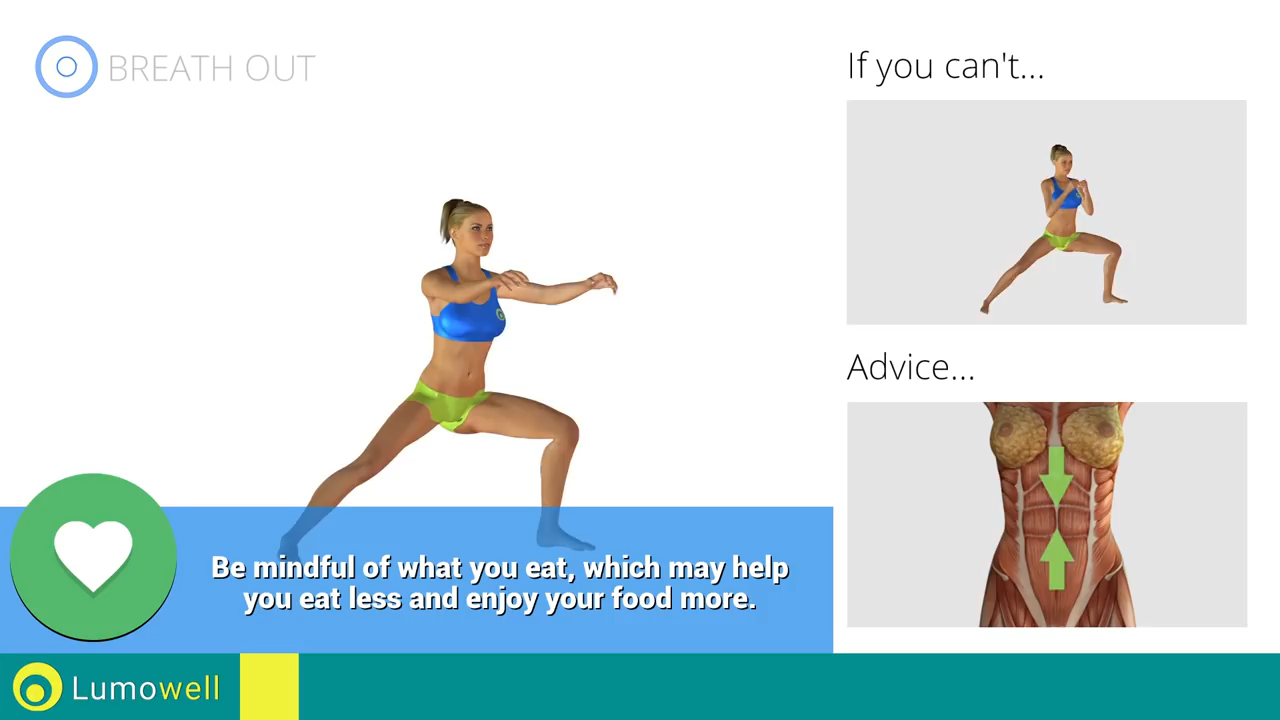 BREATH OUT
If you can't...
Advice...
Be mindful of what you eat, which may help
you eat less and enjoy your food more.
Lumowell